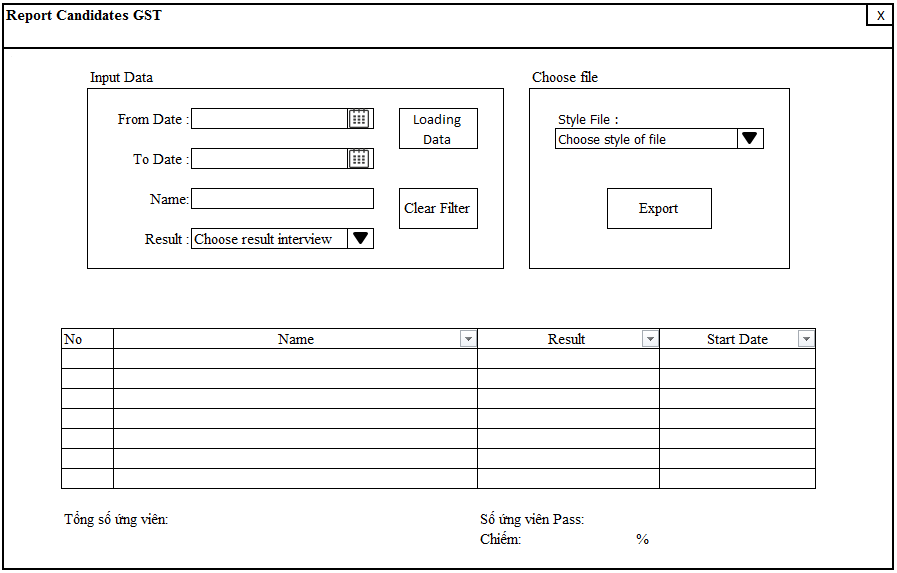 Report Candidates GST
X
Input Data
From Date :
To Date :
Name:
Result :
Choose result interview
Loading
Data
Clear Filter
Choose file
Style File :
Choose style of file
Export
No
Name
Result
Start Date
Tổng số ứng viên:
Số ứng viên Pass:
Chiếm:
%